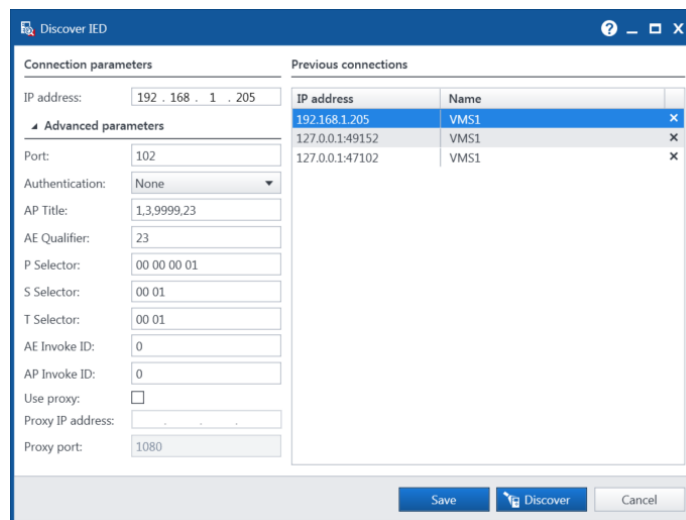 Discover IED
Connection parameters
IP address: 192 . 168 . 1 . 205
Advanced parameters
Port: 102
Authentication: None
AP Title: 1,3,9999,23
AE Qualifier: 23
P Selector: 00 00 00 01
S Selector: 00 01
T Selector: 00 01
AE Invoke ID: 0
AP Invoke ID: 0
Use proxy:
Proxy IP address: . . .
Proxy port: 1080
Previous connections
IP address Name
192.168.1.205 VMS1
127.0.0.1:49152 VMS1
127.0.0.1:47102 VMS1
Save Discover Cancel